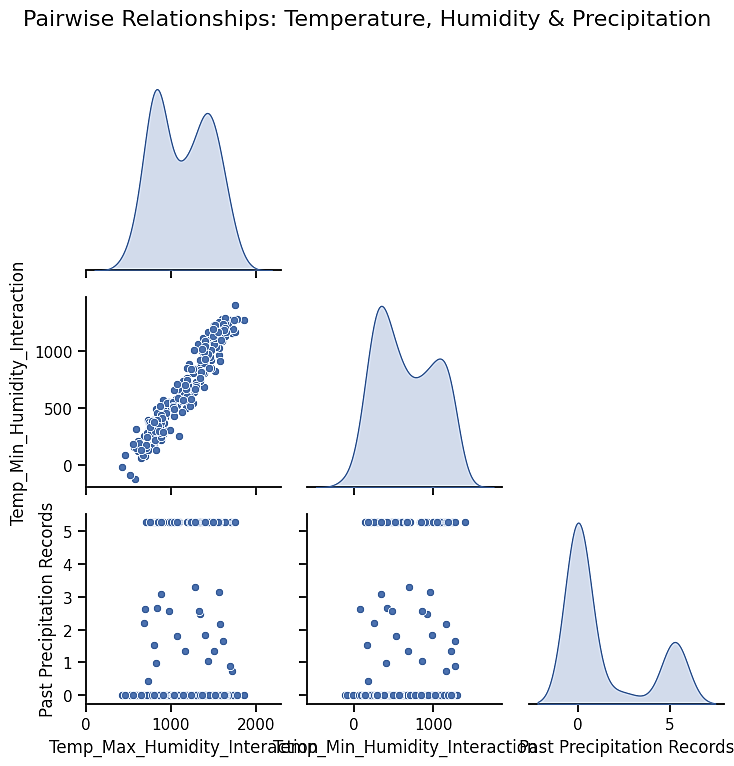 Pairwise Relationships: Temperature, Humidity & Precipitation
Temp_Min_Humidity_Interaction
1000
500
0
Past Precipitation Records
5
4
3
2
1
0
0 1000 2000
0 1000
0 5
Temp_Max_Humidity_Interaction
Temp_Min_Humidity_Interaction
Past Precipitation Records